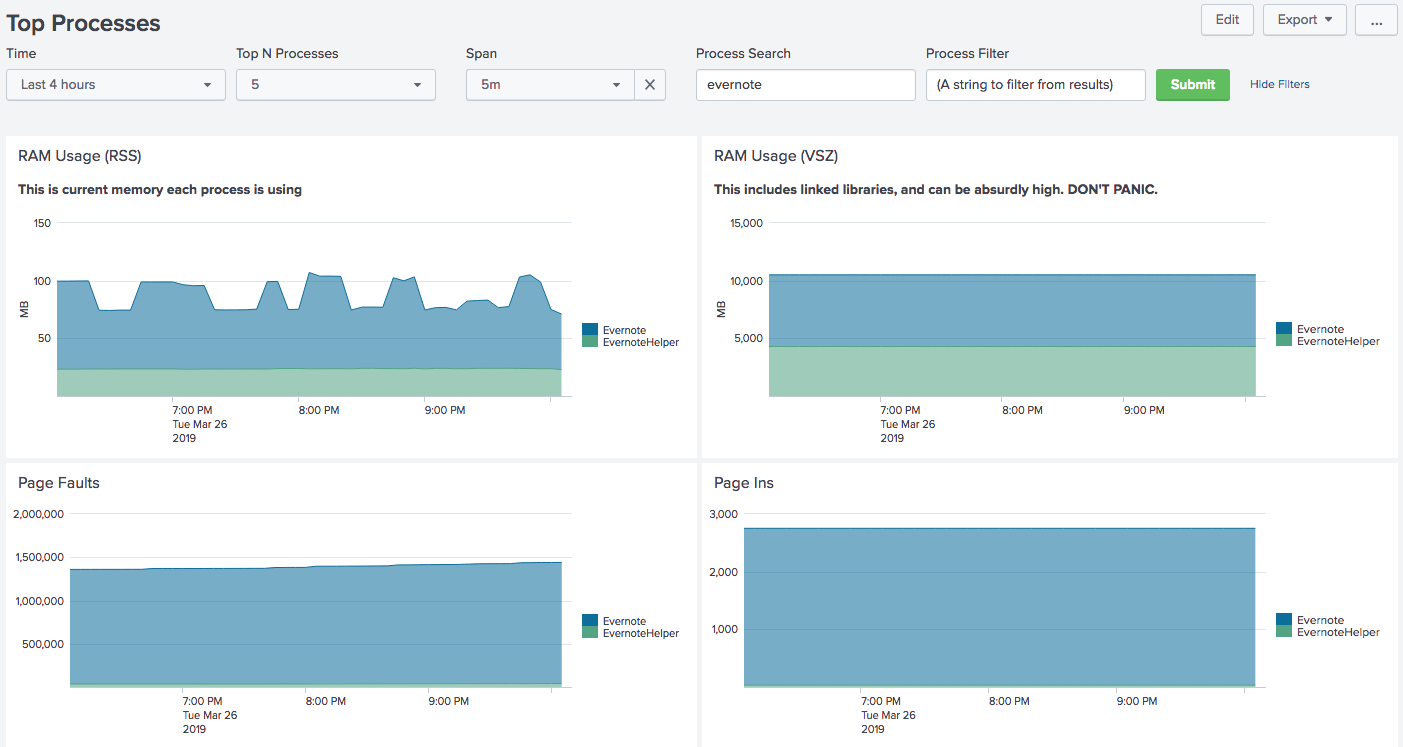 Top Processes
Edit
Export
...
Time
Top N Processes
Span
Process Search
Process Filter
Last 4 hours
5
5m
evernote
(A string to filter from results)
Submit
Hide Filters
RAM Usage (RSS)
This is current memory each process is using
150
100
50
MB
7:00 PM
Tue Mar 26
2019
8:00 PM
9:00 PM
Evernote
EvernoteHelper
RAM Usage (VSZ)
This includes linked libraries, and can be absurdly high. DON'T PANIC.
15,000
10,000
5,000
MB
7:00 PM
Tue Mar 26
2019
8:00 PM
9:00 PM
Evernote
EvernoteHelper
Page Faults
2,000,000
1,500,000
1,000,000
500,000
7:00 PM
Tue Mar 26
2019
8:00 PM
9:00 PM
Evernote
EvernoteHelper
Page Ins
3,000
2,000
1,000
7:00 PM
Tue Mar 26
2019
8:00 PM
9:00 PM
Evernote
EvernoteHelper